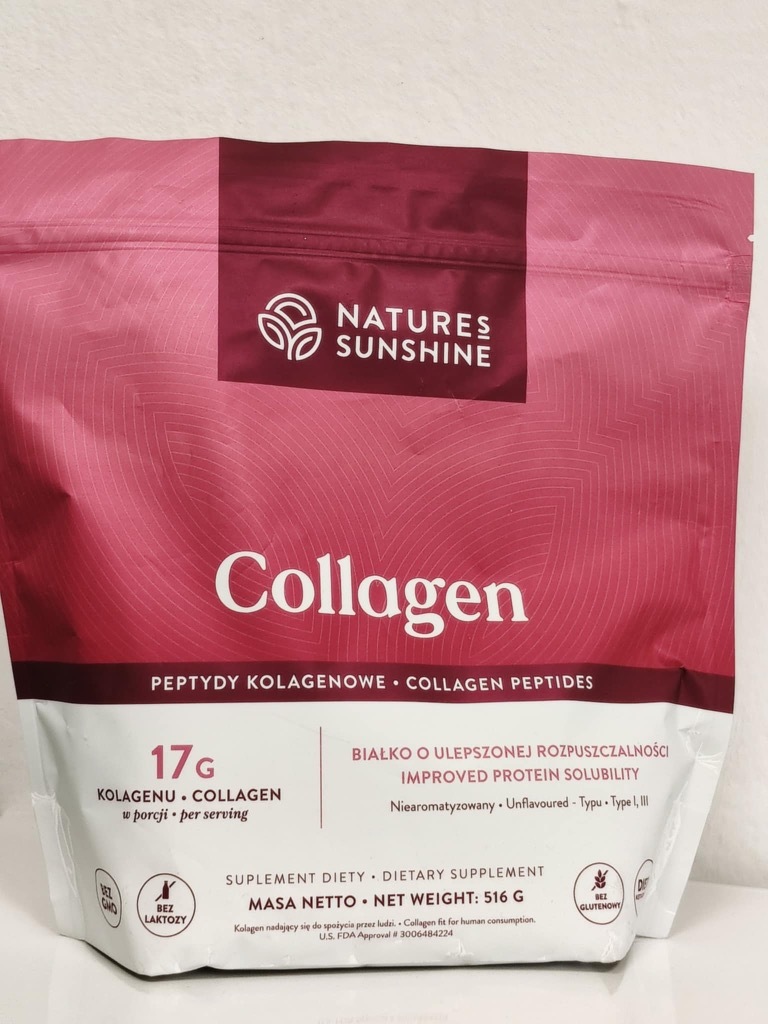 NATURES
SUNSHINE
Collagen
PEPTYDY KOLAGENOWE • COLLAGEN PEPTIDES
17G
KOLAGENU • COLLAGEN
w porcji • per serving
BIAŁKO O ULEPSZONEJ ROZPUSZCZALNOŚCI
IMPROVED PROTEIN SOLUBILITY
Niearomatyzowany • Unflavoured - Typu • Type I, III
SUPLEMENT DIETY • DIETARY SUPPLEMENT
MASA NETTO • NET WEIGHT: 516 G
Kolagen nadający się do spożycia przez ludzi. • Collagen fit for human consumption.
U.S. FDA Approval # 3006484224
BEZ
GMO
BEZ
LAKTOZY
BEZ
GLUTENOWY